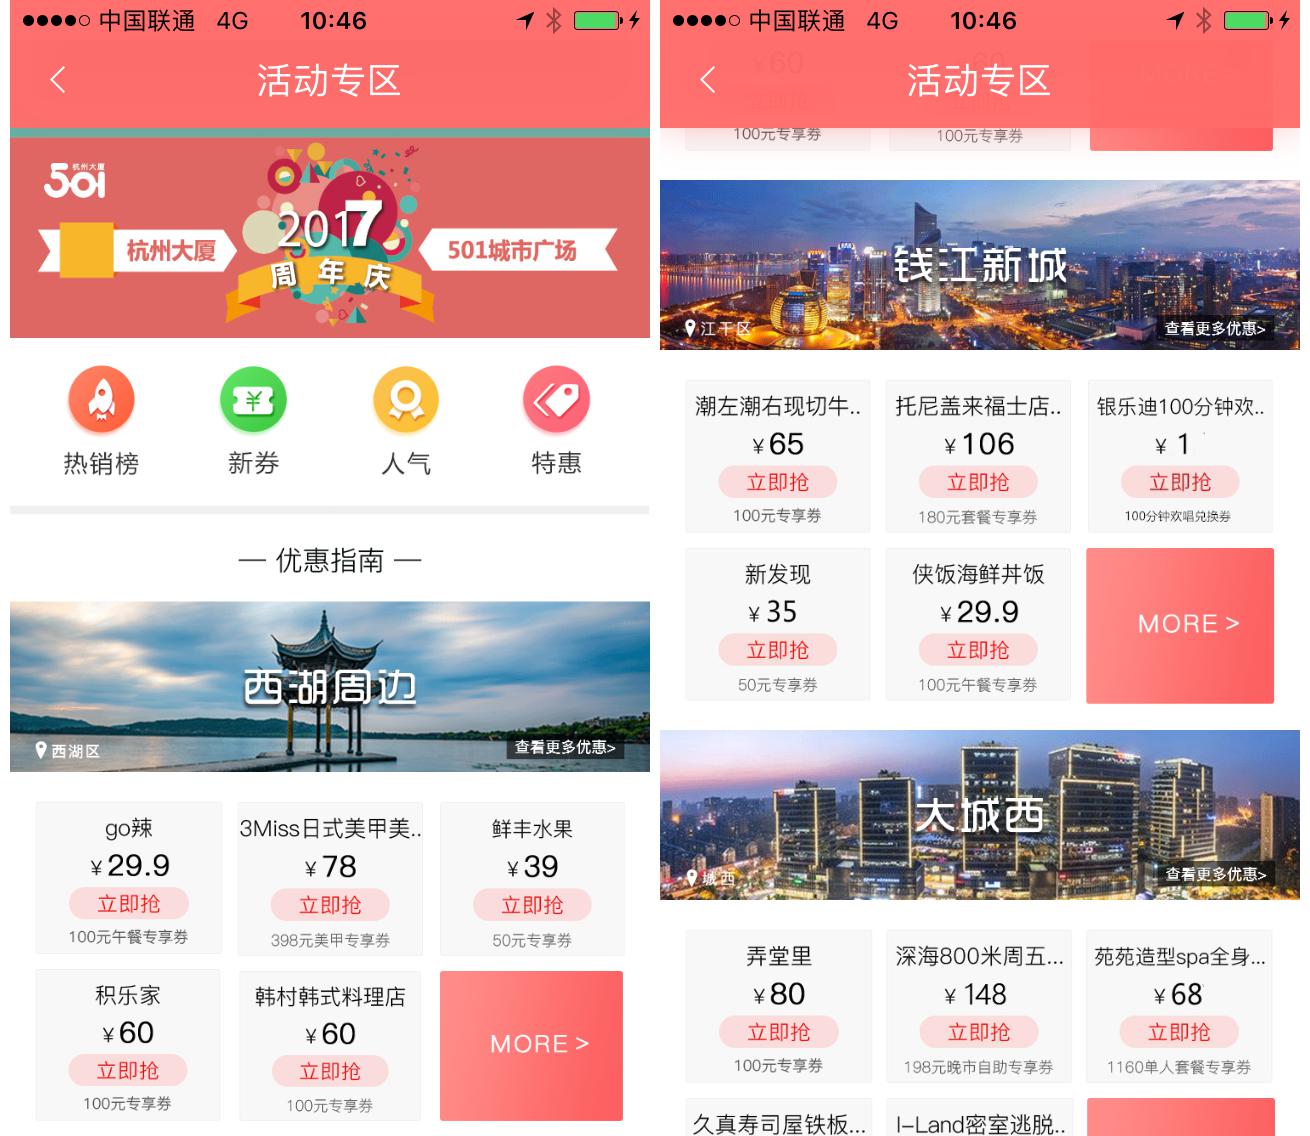 中国联通 4G 10:46
活动专区
杭州大厦
501
2017
杭州大厦
周年庆
501城市广场
热销榜 新券 人气 特惠
— 优惠指南 —
西湖周边
西湖区
查看更多优惠>
go辣
¥29.9
立即抢
100元午餐专享券
3Miss日式美甲美..
¥78
立即抢
398元美甲专享券
鲜丰水果
¥39
立即抢
50元专享券
积乐家
¥60
立即抢
100元专享券
韩村韩式料理店
¥60
立即抢
100元专享券
MORE >
中国联通 4G 10:46
活动专区
100元专享券
100元专享券
钱江新城
江干区
查看更多优惠>
潮左潮右现切牛..
¥65
立即抢
100元专享券
托尼盖来福士店..
¥106
立即抢
180元套餐专享券
银乐迪100分钟欢..
¥1
立即抢
100分钟欢唱兑换券
新发现
¥35
立即抢
50元专享券
侠饭海鲜丼饭
¥29.9
立即抢
100元午餐专享券
MORE >
大城西
城西
查看更多优惠>
弄堂里
¥80
立即抢
100元专享券
深海800米周五...
¥148
立即抢
198元晚市自助专享券
苑苑造型spa全身...
¥68
立即抢
1160单人套餐专享券
久真寿司屋铁板...
I-Land密室逃脱..